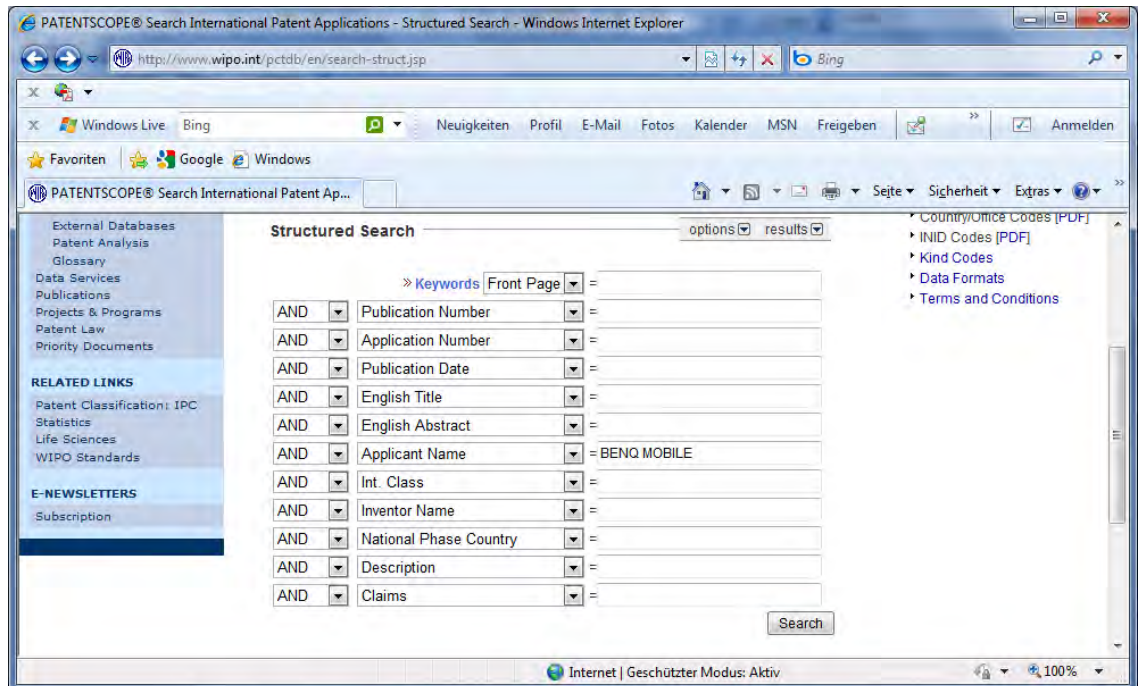 PATENTSCOPE® Search International Patent Applications - Structured Search - Windows Internet Explorer
http://www.wipo.int/pctdb/en/search-struct.jsp
Bing
Windows Live Bing Neuigkeiten Profil E-Mail Fotos Kalender MSN Freigeben » Anmelden
Favoriten Google Windows
PATENTSCOPE® Search International Patent Ap... Seite Sicherheit Extras »
External Databases
Patent Analysis
Glossary
Data Services
Publications
Projects & Programs
Patent Law
Priority Documents
RELATED LINKS
Patent Classification: IPC
Statistics
Life Sciences
WIPO Standards
E-NEWSLETTERS
Subscription
Structured Search options results
» Keywords Front Page =
AND Publication Number =
AND Application Number =
AND Publication Date =
AND English Title =
AND English Abstract =
AND Applicant Name = BENQ MOBILE
AND Int. Class =
AND Inventor Name =
AND National Phase Country =
AND Description =
AND Claims =
Search
Country/Office Codes [PDF]
INID Codes [PDF]
Kind Codes
Data Formats
Terms and Conditions
Internet | Geschützter Modus: Aktiv 100%